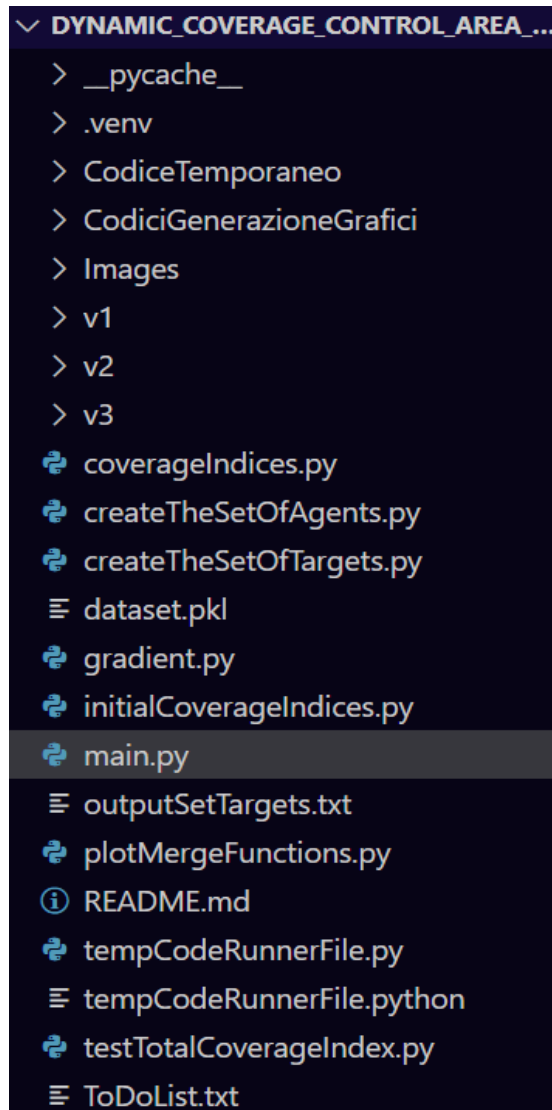 DYNAMIC_COVERAGE_CONTROL_AREA_...
__pycache__
.venv
CodiceTemporaneo
CodiciGenerazioneGrafici
Images
v1
v2
v3
coverageIndices.py
createTheSetOfAgents.py
createTheSetOfTargets.py
dataset.pkl
gradient.py
initialCoverageIndices.py
main.py
outputSetTargets.txt
plotMergeFunctions.py
README.md
tempCodeRunnerFile.py
tempCodeRunnerFile.python
testTotalCoverageIndex.py
ToDoList.txt